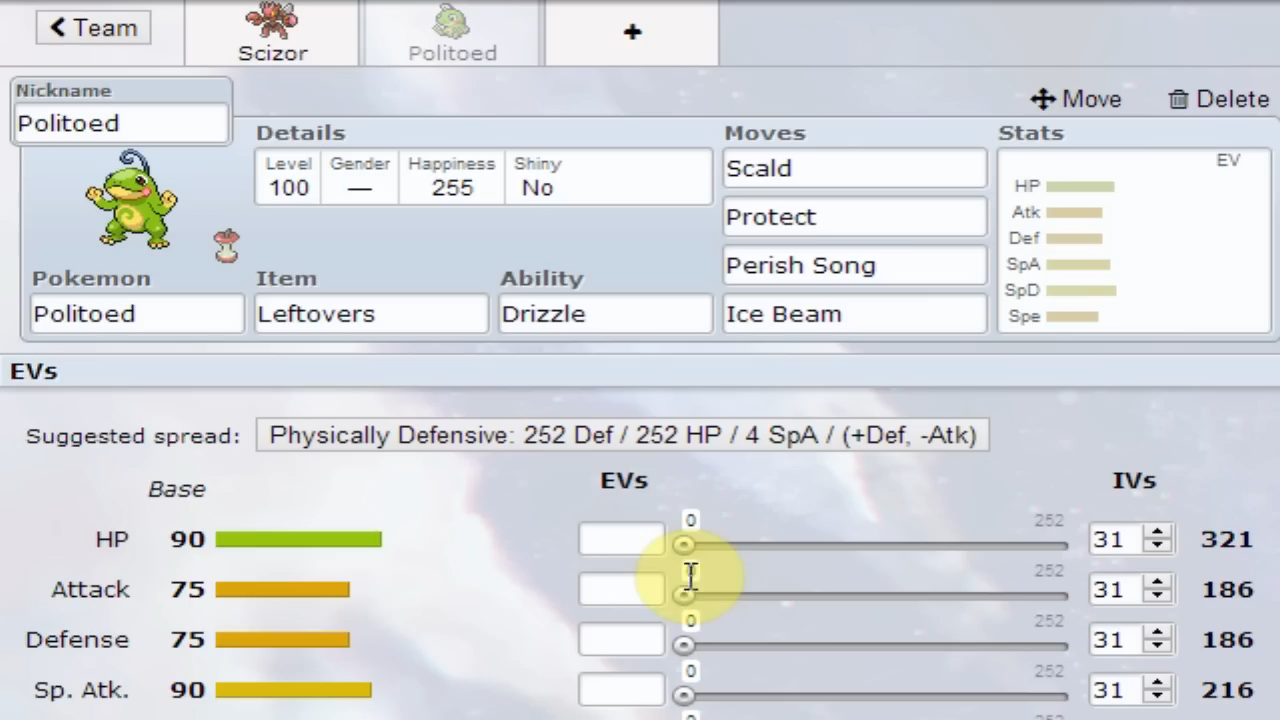 Team
Scizor
Politoed
+
Nickname
Politoed
Move
Delete
Details
Level
Gender
Happiness
Shiny
100
—
255
No
Pokemon
Politoed
Item
Leftovers
Ability
Drizzle
Moves
Scald
Protect
Perish Song
Ice Beam
Stats
EV
HP
Atk
Def
SpA
SpD
Spe
EVs
Suggested spread: Physically Defensive: 252 Def / 252 HP / 4 SpA / (+Def, -Atk)
Base
EVs
IVs
HP 90 0 252 31 321
Attack 75 252 31 186
Defense 75 0 252 31 186
Sp. Atk. 90 0 252 31 216